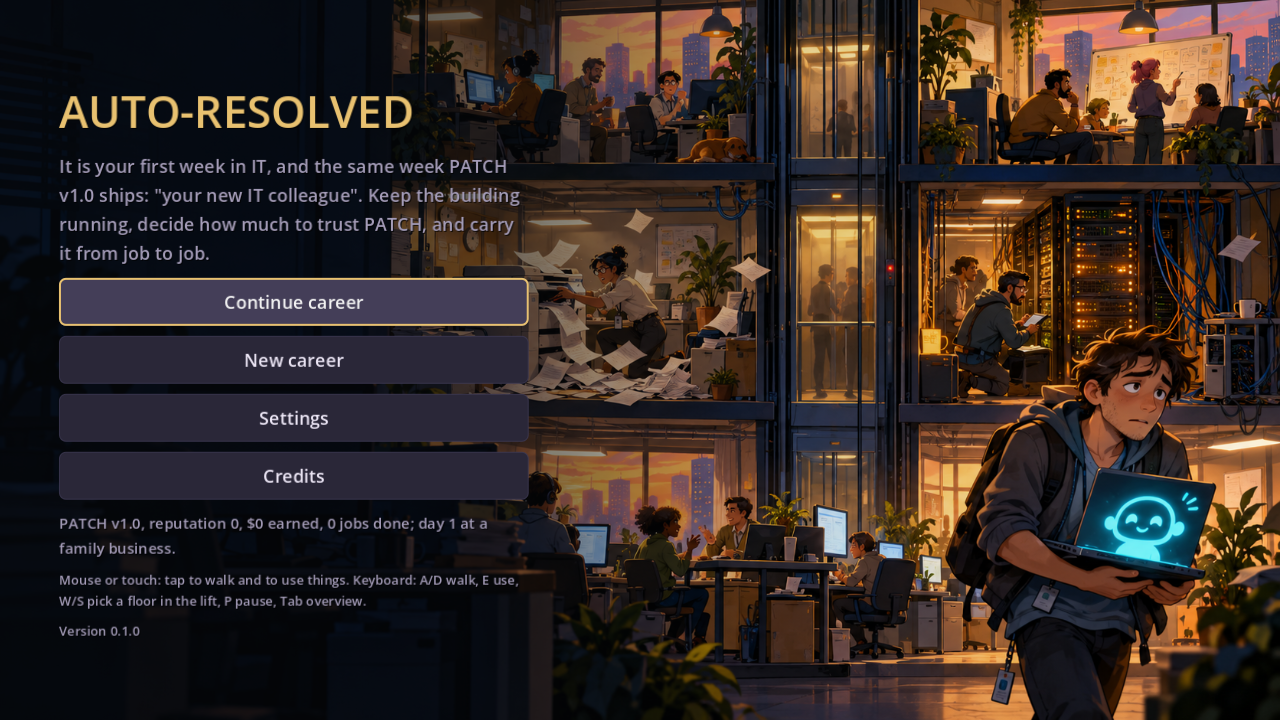 AUTO-RESOLVED
It is your first week in IT, and the same week PATCH
v1.0 ships: "your new IT colleague". Keep the building
running, decide how much to trust PATCH, and carry
it from job to job.
Continue career
New career
Settings
Credits
PATCH v1.0, reputation 0, $0 earned, 0 jobs done; day 1 at a
family business.
Mouse or touch: tap to walk and to use things. Keyboard: A/D walk, E use,
W/S pick a floor in the lift, P pause, Tab overview.
Version 0.1.0